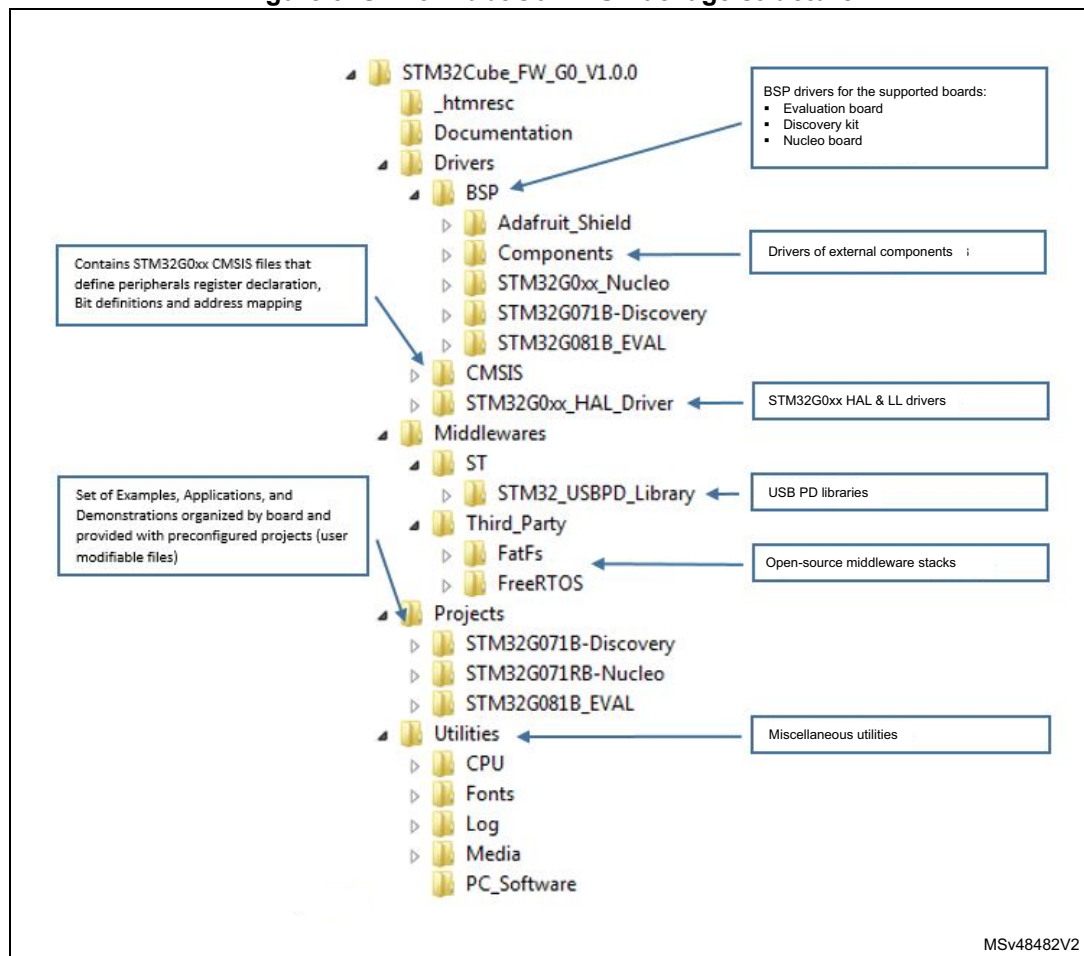 STM32Cube_FW_G0_V1.0.0
_htmresc
Documentation
Drivers
BSP
Adafruit_Shield
Components
STM32G0xx_Nucleo
STM32G071B-Discovery
STM32G081B_EVAL
CMSIS
STM32G0xx_HAL_Driver
Middlewares
ST
STM32_USBPD_Library
Third_Party
FatFs
FreeRTOS
Projects
STM32G071B-Discovery
STM32G071RB-Nucleo
STM32G081B_EVAL
Utilities
CPU
Fonts
Log
Media
PC_Software
BSP drivers for the supported boards:
▪ Evaluation board
▪ Discovery kit
▪ Nucleo board
Drivers of external components
Contains STM32G0xx CMSIS files that
define peripherals register declaration,
Bit definitions and address mapping
STM32G0xx HAL & LL drivers
USB PD libraries
Set of Examples, Applications, and
Demonstrations organized by board and
provided with preconfigured projects (user
modifiable files)
Open-source middleware stacks
Miscellaneous utilities
MSv48482V2